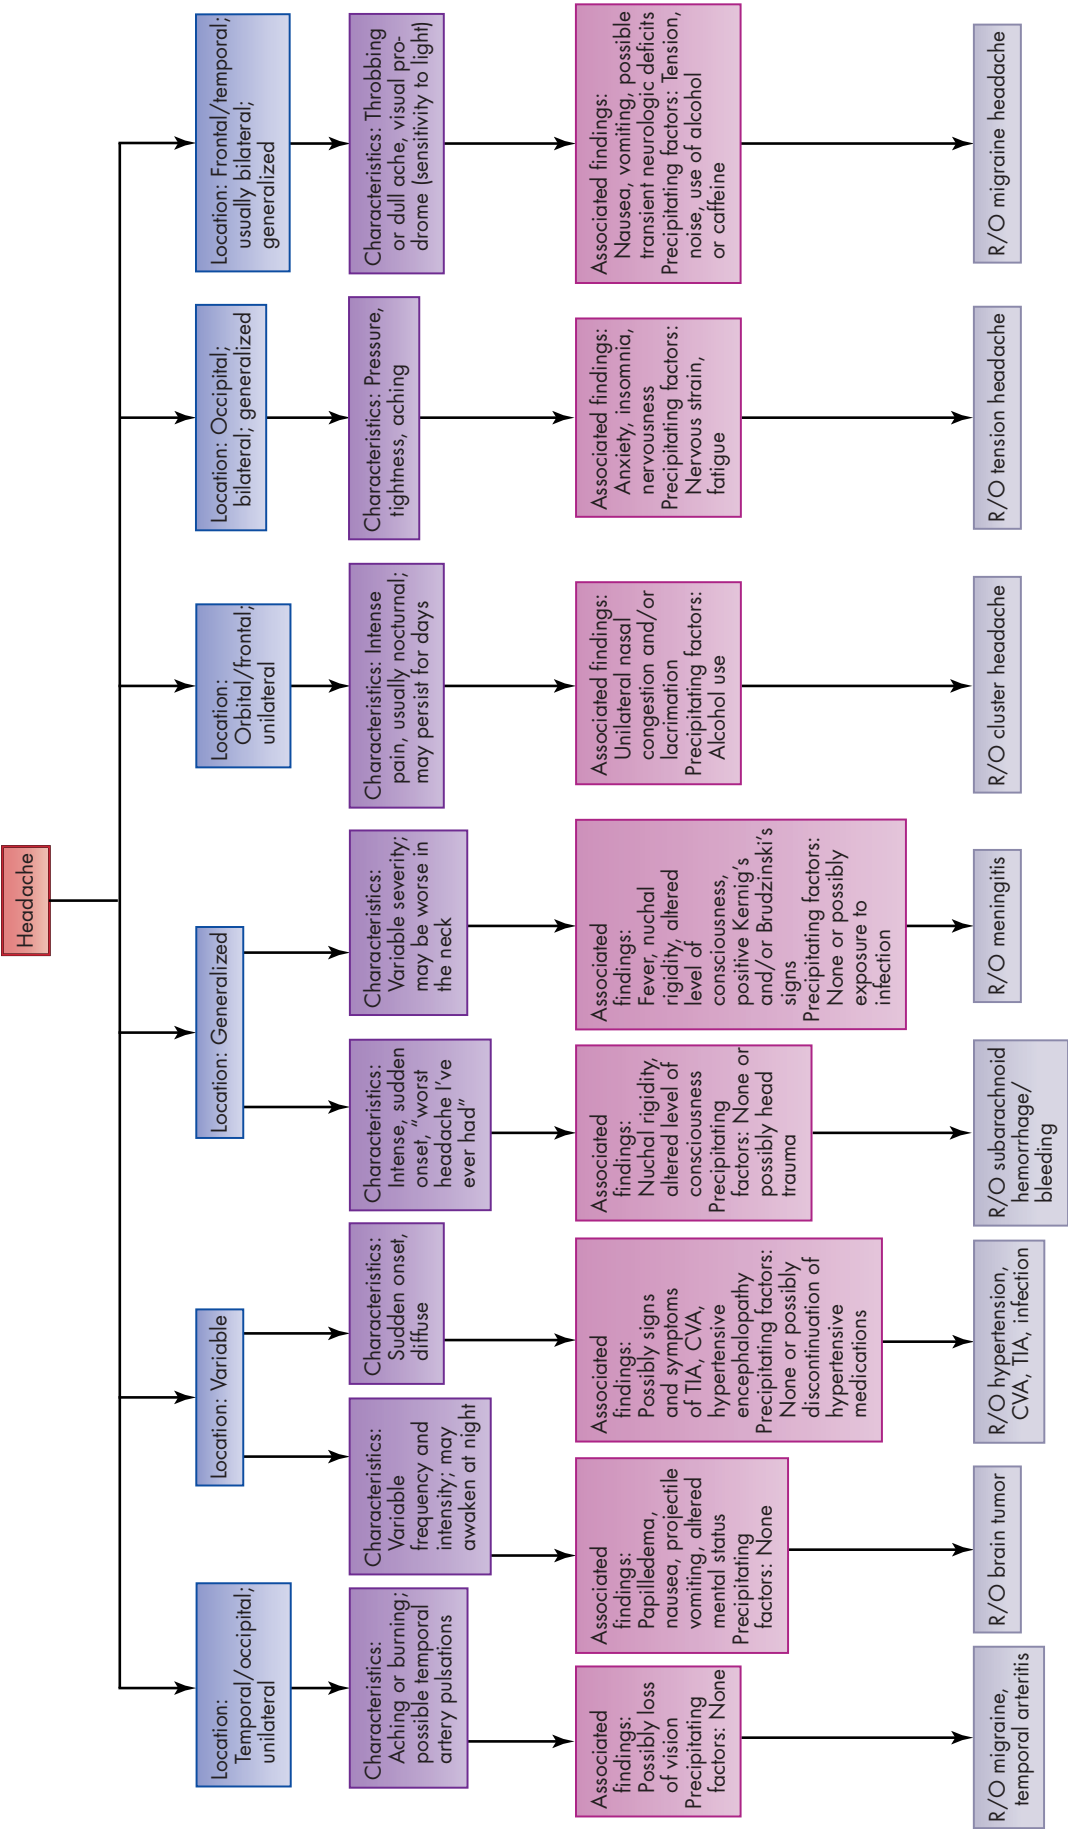 Headache
Location:
Temporal/occipital;
unilateral
Characteristics:
Aching or burning;
possible temporal
artery pulsations
Associated
findings:
Possibly loss
of vision
Precipitating
factors: None
R/O migraine,
temporal arteritis
Location: Variable
Characteristics:
Variable
frequency and
intensity; may
awaken at night
Associated
findings:
Papilledema,
nausea, projectile
vomiting, altered
mental status
Precipitating
factors: None
R/O brain tumor
Characteristics:
Sudden onset,
diffuse
Associated
findings:
Possibly signs
and symptoms
of TIA, CVA,
hypertensive
encephalopathy
Precipitating factors:
None or possibly
discontinuation of
hypertensive
medications
R/O hypertension,
CVA, TIA, infection
Location: Generalized
Characteristics:
Intense, sudden
onset, “worst
headache I’ve
ever had”
Associated
findings:
Nuchal rigidity,
altered level of
consciousness
Precipitating
factors: None or
possibly head
trauma
R/O subarachnoid
hemorrhage/
bleeding
Characteristics:
Variable severity;
may be worse in
the neck
Associated
findings:
Fever, nuchal
rigidity, altered
level of
consciousness,
positive Kernig’s
and/or Brudzinski’s
signs
Precipitating factors:
None or possibly
exposure to
infection
R/O meningitis
Location:
Orbital/frontal;
unilateral
Characteristics: Intense
pain, usually nocturnal;
may persist for days
Associated findings:
Unilateral nasal
congestion and/or
lacrimation
Precipitating factors:
Alcohol use
R/O cluster headache
Location: Occipital;
bilateral; generalized
Characteristics: Pressure,
tightness, aching
Associated findings:
Anxiety, insomnia,
nervousness
Precipitating factors:
Nervous strain,
fatigue
R/O tension headache
Location: Frontal/temporal;
usually bilateral;
generalized
Characteristics: Throbbing
or dull ache, visual pro-
drome (sensitivity to light)
Associated findings:
Nausea, vomiting, possible
transient neurologic deficits
Precipitating factors: Tension,
noise, use of alcohol
or caffeine
R/O migraine headache